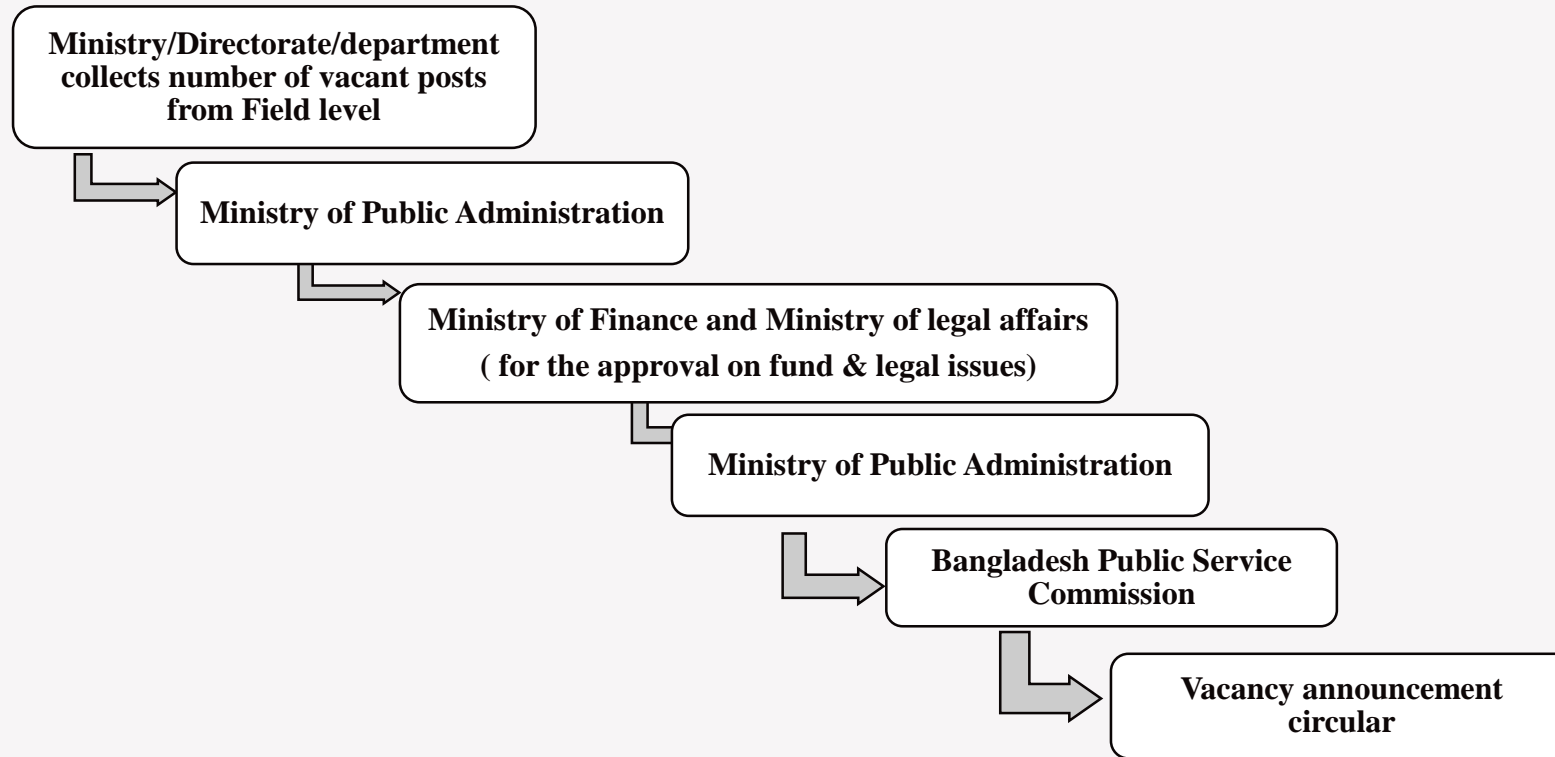 Ministry/Directorate/department
collects number of vacant posts
from Field level
Ministry of Public Administration
Ministry of Finance and Ministry of legal affairs
( for the approval on fund & legal issues)
Ministry of Public Administration
Bangladesh Public Service
Commission
Vacancy announcement
circular